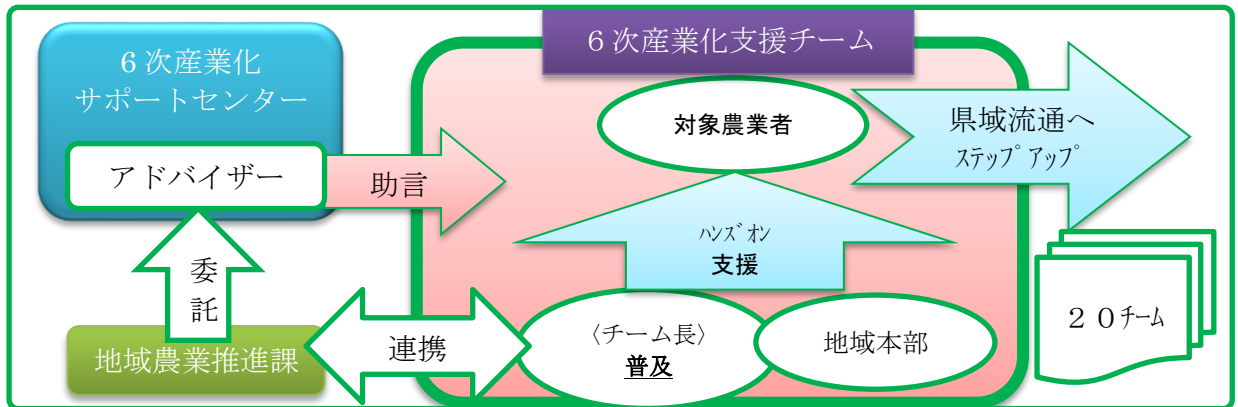 ６次産業化
サポートセンター
アドバイザー
委
託
地域農業推進課
助言
連携
６次産業化支援チーム
対象農業者
ﾊﾝｽﾞｵﾝ
支援
〈チーム長〉
普及
地域本部
県域流通へ
ｽﾃｯﾌﾟｱｯﾌﾟ
２０ﾁｰﾑ